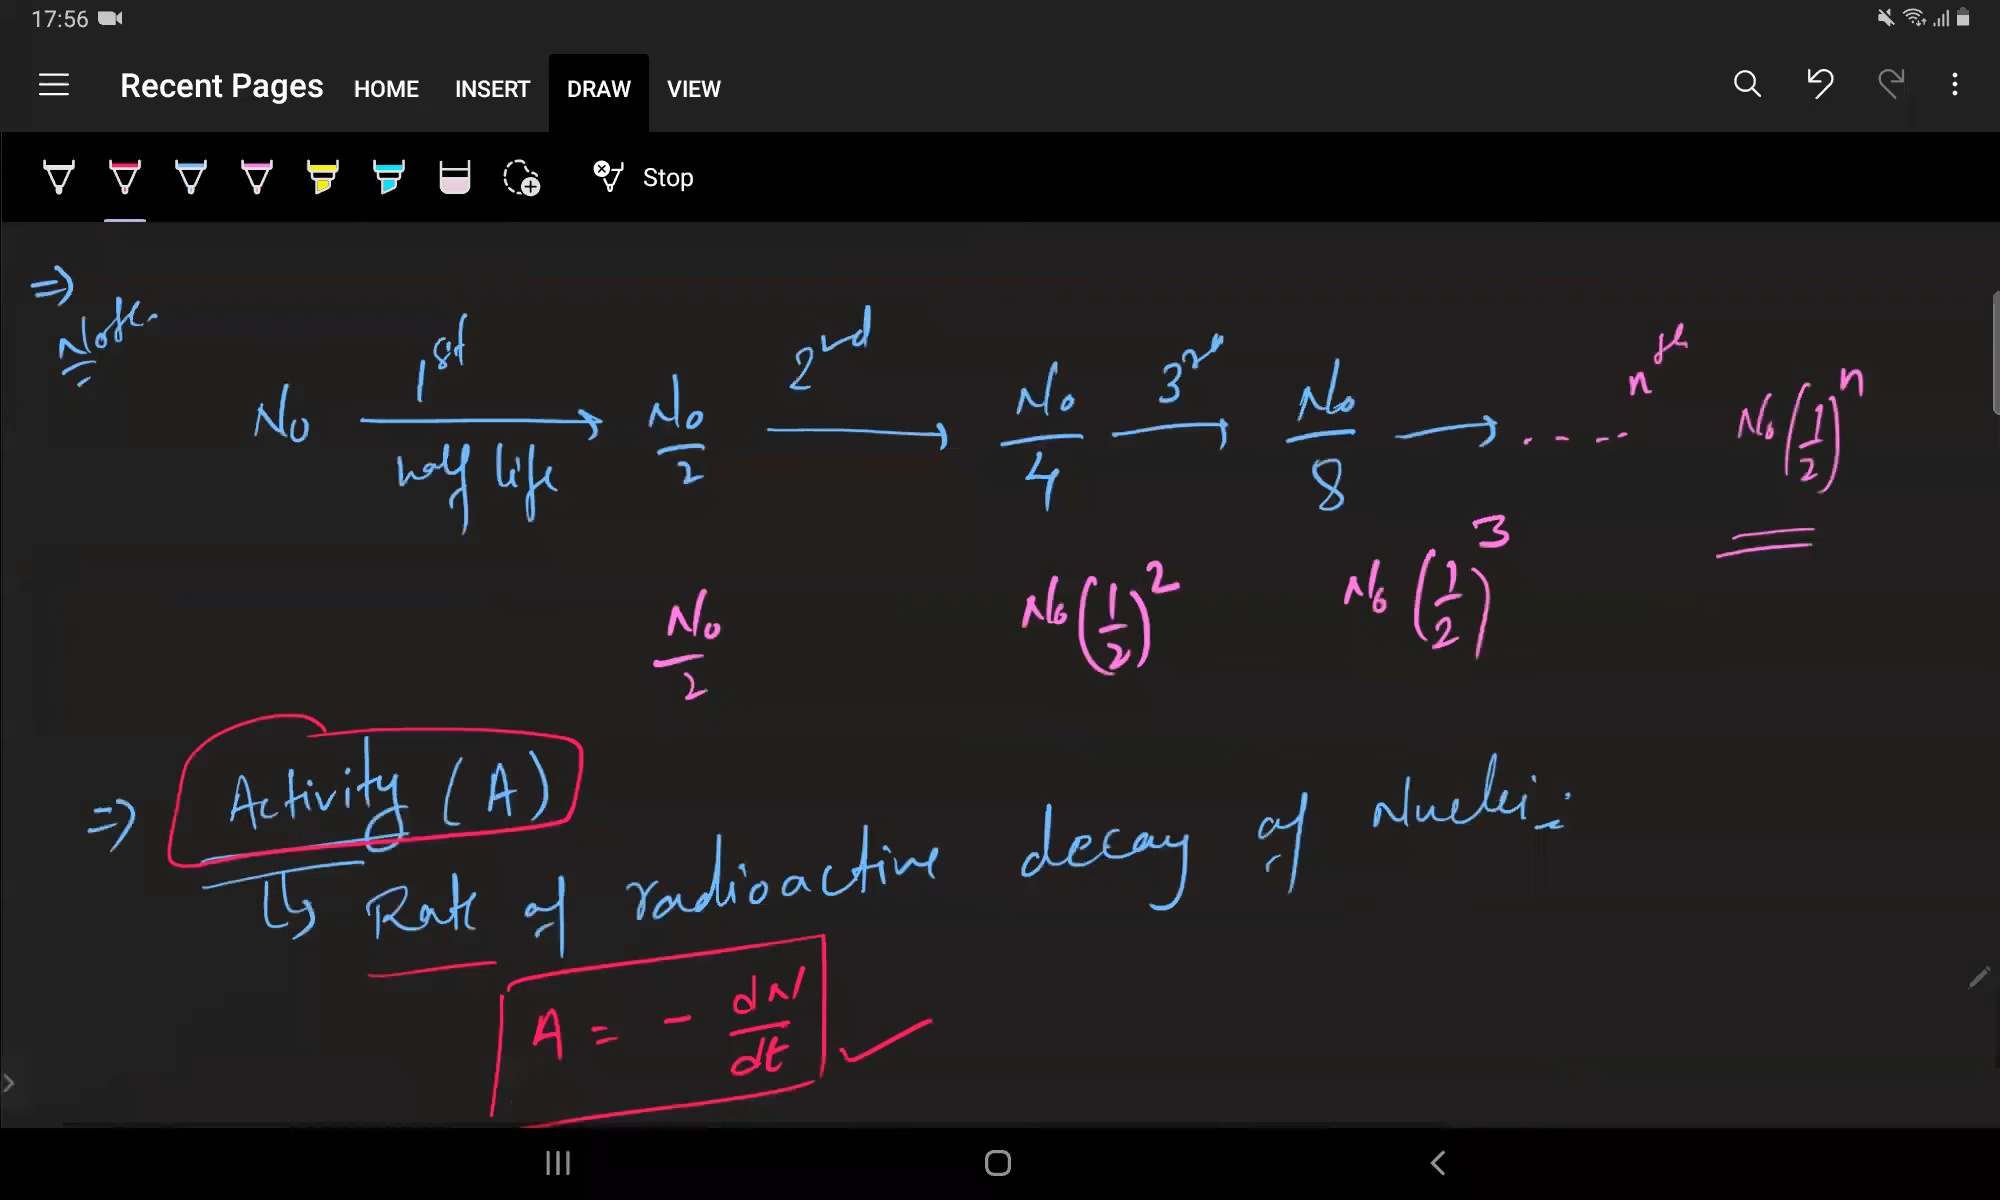 17:56
Recent Pages HOME INSERT DRAW VIEW
Stop
⇒ Note.
N₀ —1st half life→ N₀/2 —2nd→ N₀/4 —3rd→ N₀/8 → .... nth N₀(1/2)^n
N₀/2 N₀(1/2)^2 N₀(1/2)^3
⇒ Activity (A)
↳ Rate of radioactive decay of Nuclei:
A = - dN/dt ✓